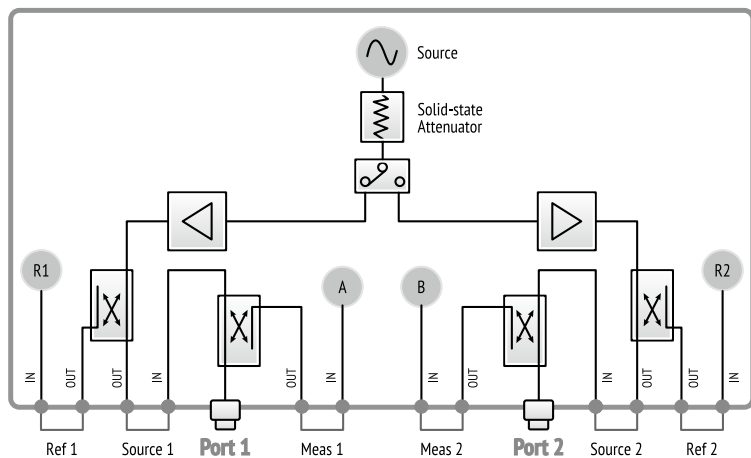 Source
Solid-state
Attenuator
R1
A
B
R2
IN
OUT
OUT
IN
OUT
IN
IN
OUT
IN
OUT
OUT
IN
Ref 1
Source 1
Port 1
Meas 1
Meas 2
Port 2
Source 2
Ref 2